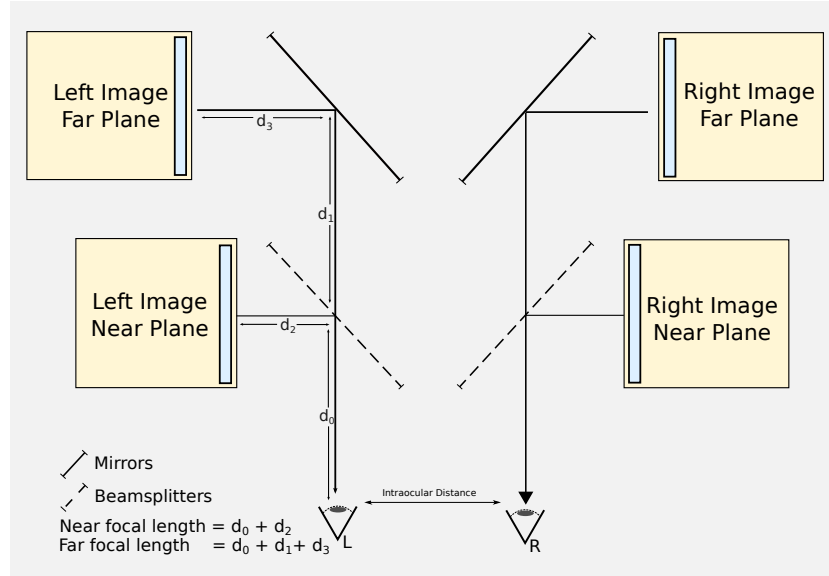 Left Image
Far Plane
Right Image
Far Plane
d3
d1
Left Image
Near Plane
Right Image
Near Plane
d2
d0
Mirrors
Beamsplitters
Intraocular Distance
Near focal length = d0 + d2
Far focal length = d0 + d1+ d3
L
R